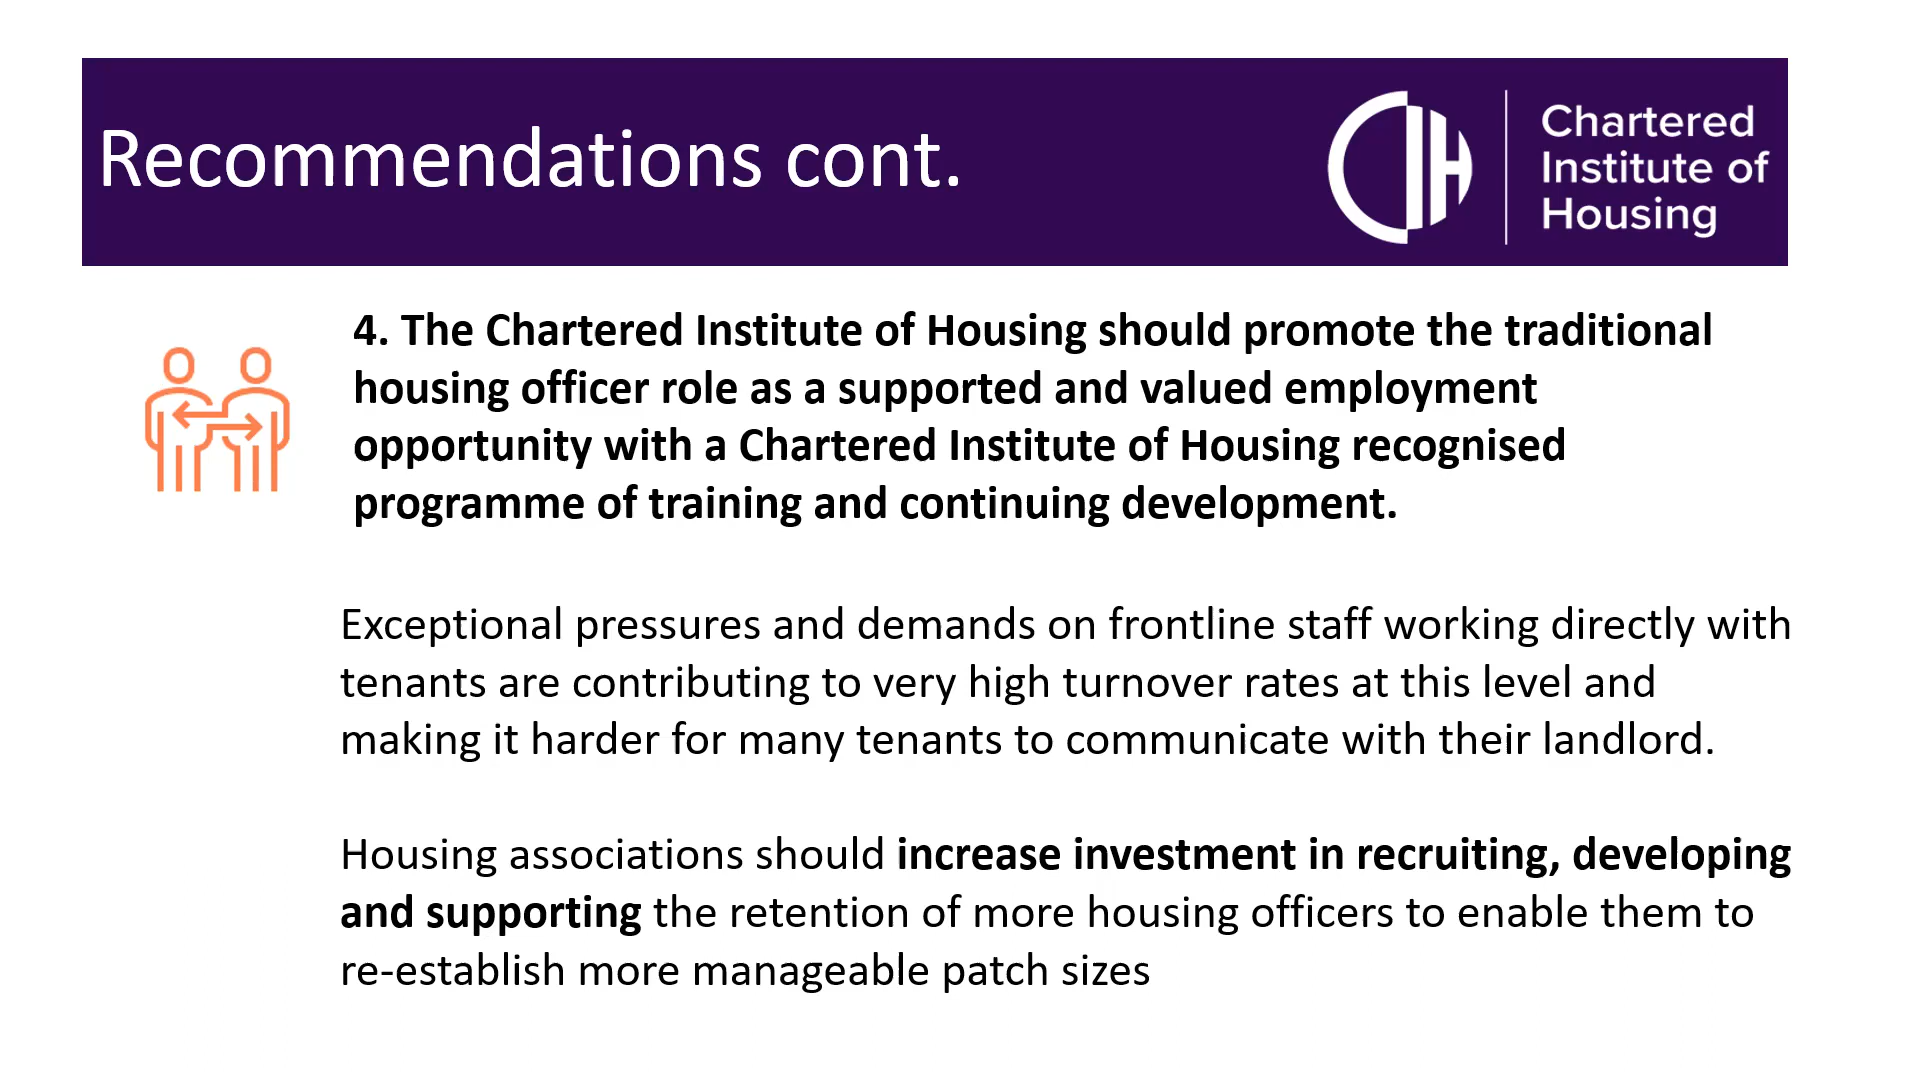 Recommendations cont.
Chartered
Institute of
Housing
4. The Chartered Institute of Housing should promote the traditional
housing officer role as a supported and valued employment
opportunity with a Chartered Institute of Housing recognised
programme of training and continuing development.
Exceptional pressures and demands on frontline staff working directly with
tenants are contributing to very high turnover rates at this level and
making it harder for many tenants to communicate with their landlord.
Housing associations should increase investment in recruiting, developing
and supporting the retention of more housing officers to enable them to
re-establish more manageable patch sizes